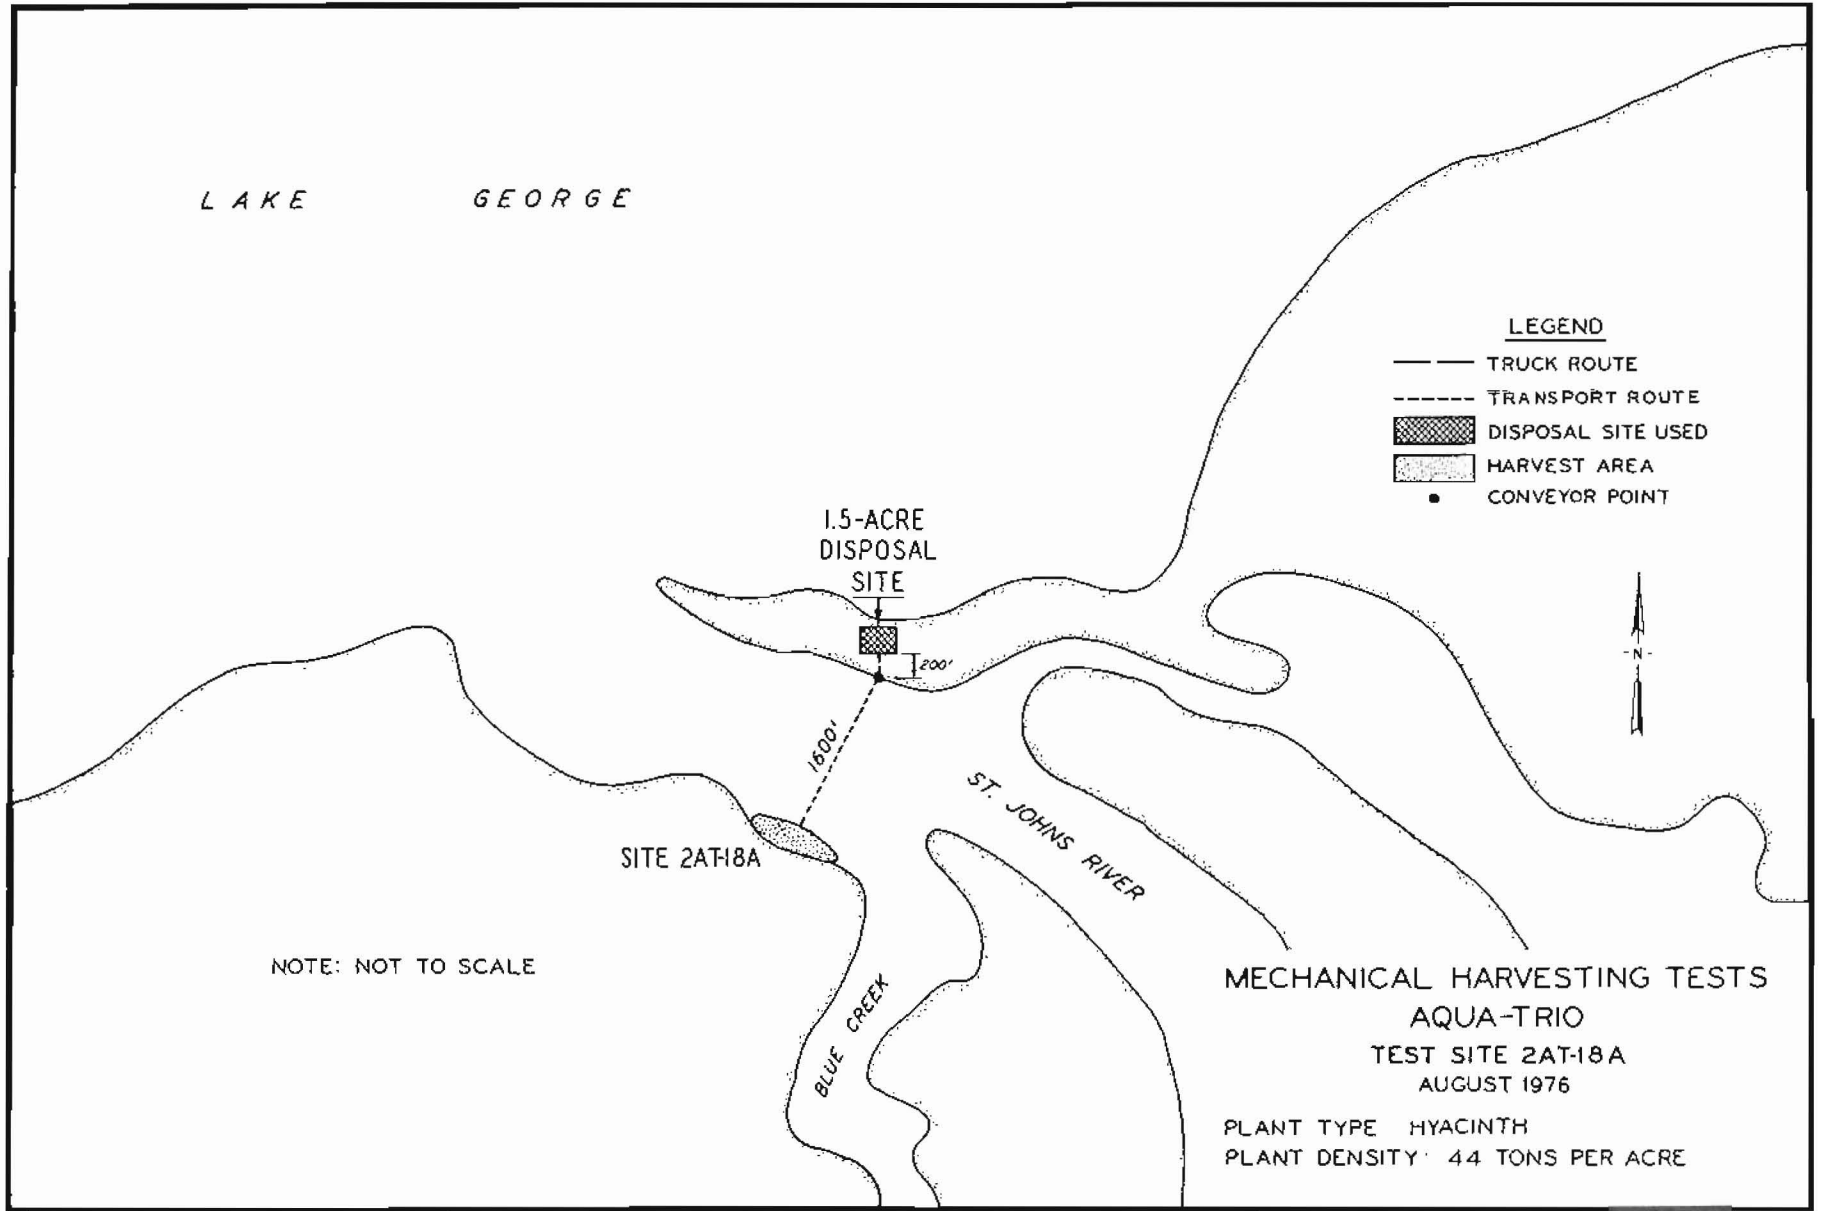 LAKE GEORGE
LEGEND
TRUCK ROUTE
TRANSPORT ROUTE
DISPOSAL SITE USED
HARVEST AREA
CONVEYOR POINT
1.5-ACRE
DISPOSAL
SITE
200'
N
1600'
ST. JOHNS RIVER
SITE 2AT-18A
BLUE CREEK
NOTE: NOT TO SCALE
MECHANICAL HARVESTING TESTS
AQUA-TRIO
TEST SITE 2AT-18A
AUGUST 1976
PLANT TYPE HYACINTH
PLANT DENSITY: 44 TONS PER ACRE